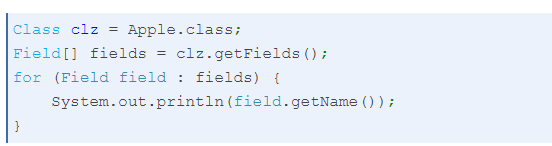 Class clz = Apple.class;
Field[] fields = clz.getFields();
for (Field field : fields) {
    System.out.println(field.getName());
}